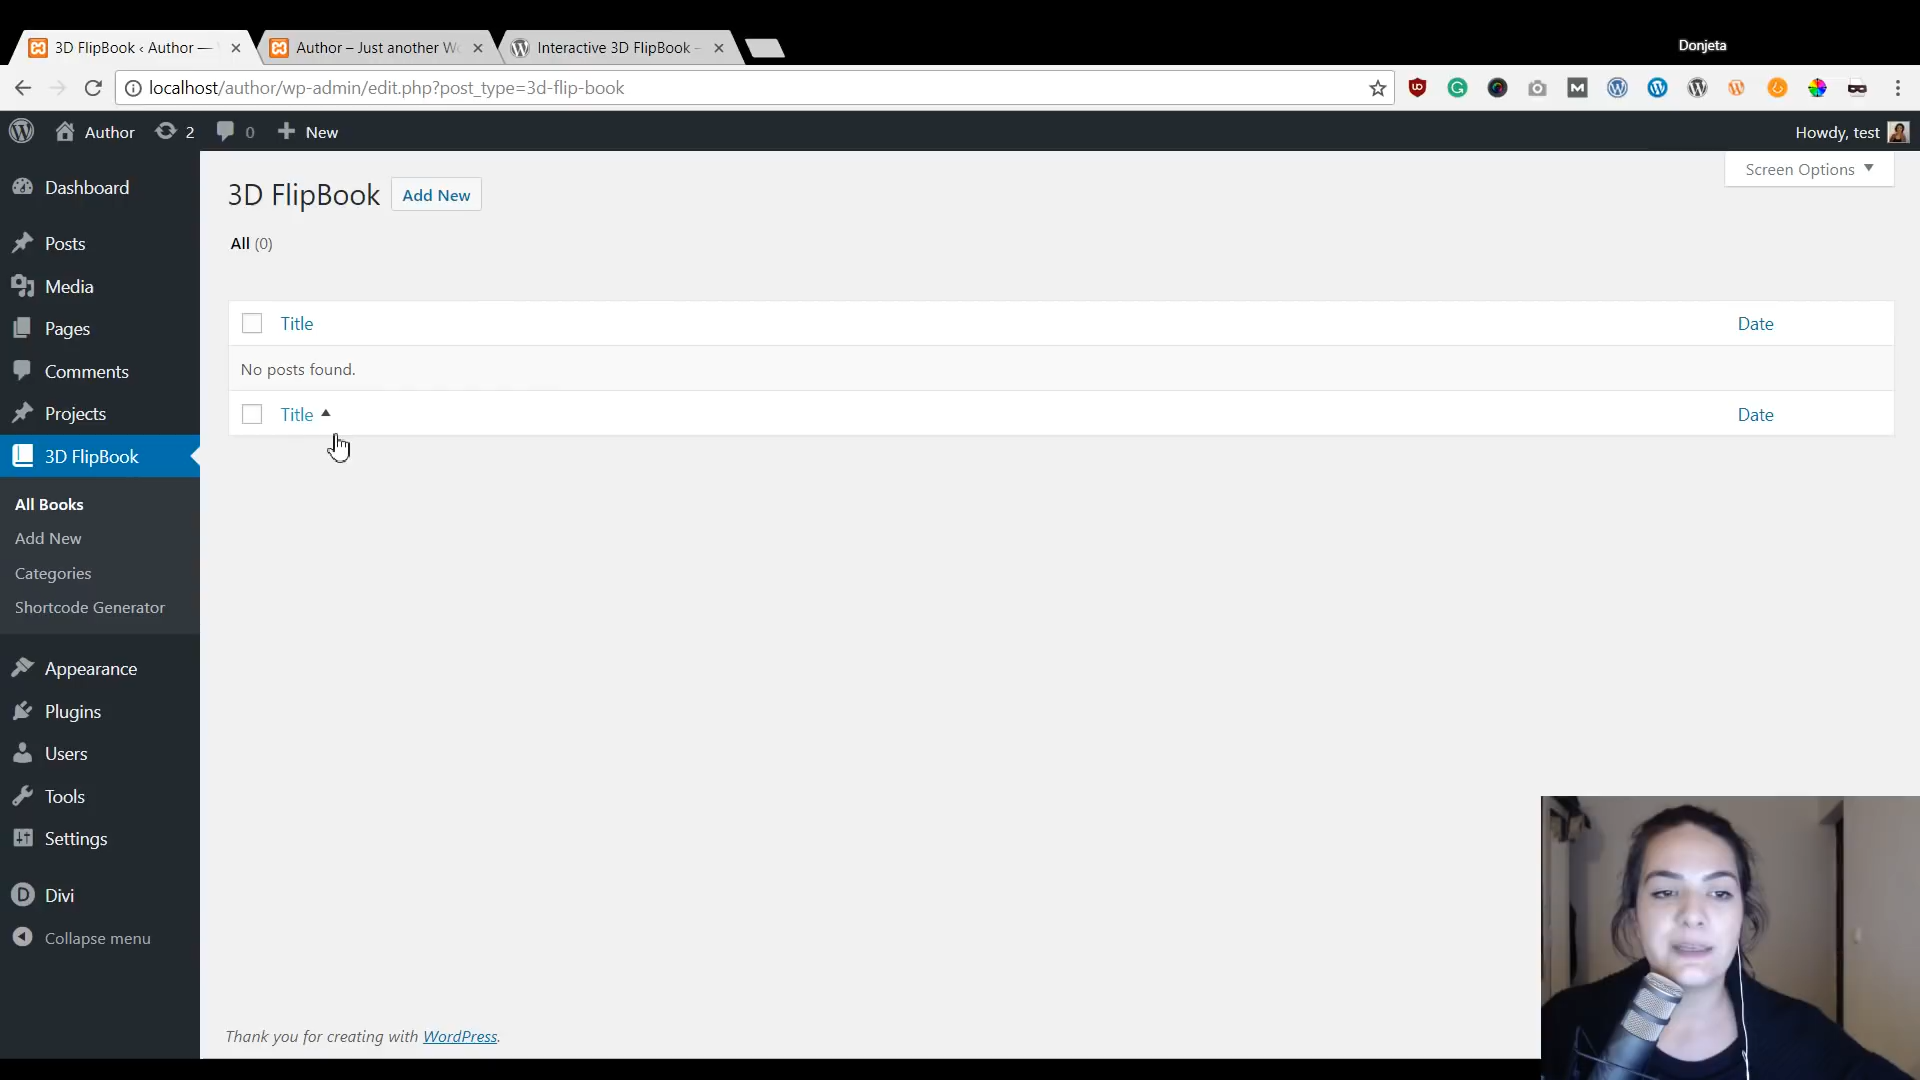 Donjeta
3D FlipBook ‹ Author —
Author – Just another Wo
Interactive 3D FlipBook –
localhost/author/wp-admin/edit.php?post_type=3d-flip-book
Author 2 0 New
Howdy, test
Screen Options
3D FlipBook Add New
All (0)
Title Date
No posts found.
Title Date
Dashboard
Posts
Media
Pages
Comments
Projects
3D FlipBook
All Books
Add New
Categories
Shortcode Generator
Appearance
Plugins
Users
Tools
Settings
Divi
Collapse menu
Thank you for creating with WordPress.